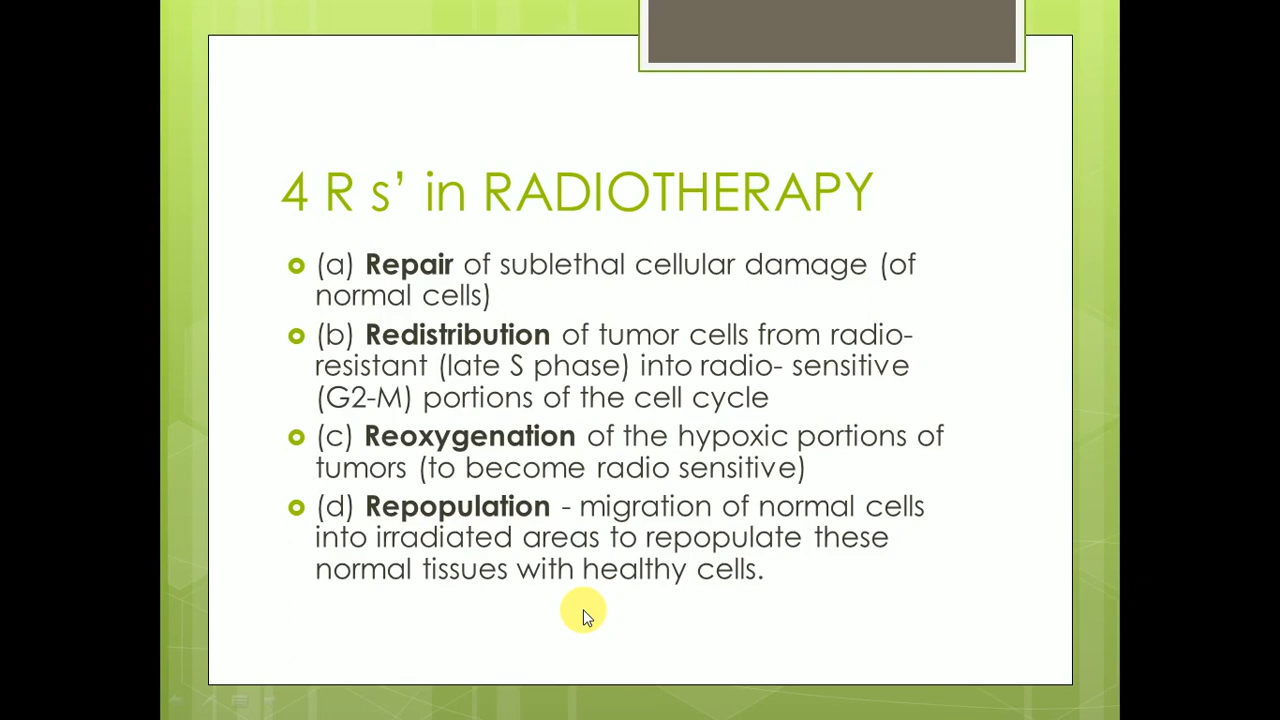 4 R s’ in RADIOTHERAPY
(a) Repair of sublethal cellular damage (of
normal cells)
(b) Redistribution of tumor cells from radio-
resistant (late S phase) into radio- sensitive
(G2-M) portions of the cell cycle
(c) Reoxygenation of the hypoxic portions of
tumors (to become radio sensitive)
(d) Repopulation - migration of normal cells
into irradiated areas to repopulate these
normal tissues with healthy cells.